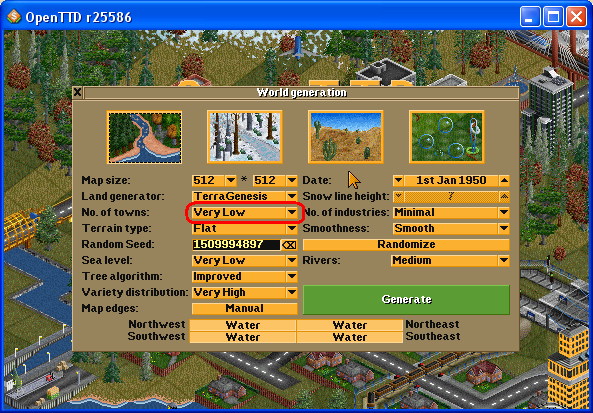 OpenTTD r25586
World generation
Map size: 512 * 512 Date: 1st Jan 1950
Land generator: TerraGenesis Snow line height: 7
No. of towns: Very Low No. of industries: Minimal
Terrain type: Flat Smoothness: Smooth
Random Seed: 1509994897 Randomize
Sea level: Very Low Rivers: Medium
Tree algorithm: Improved
Variety distribution: Very High Generate
Map edges: Manual
Northwest Water Water Northeast
Southwest Water Water Southeast